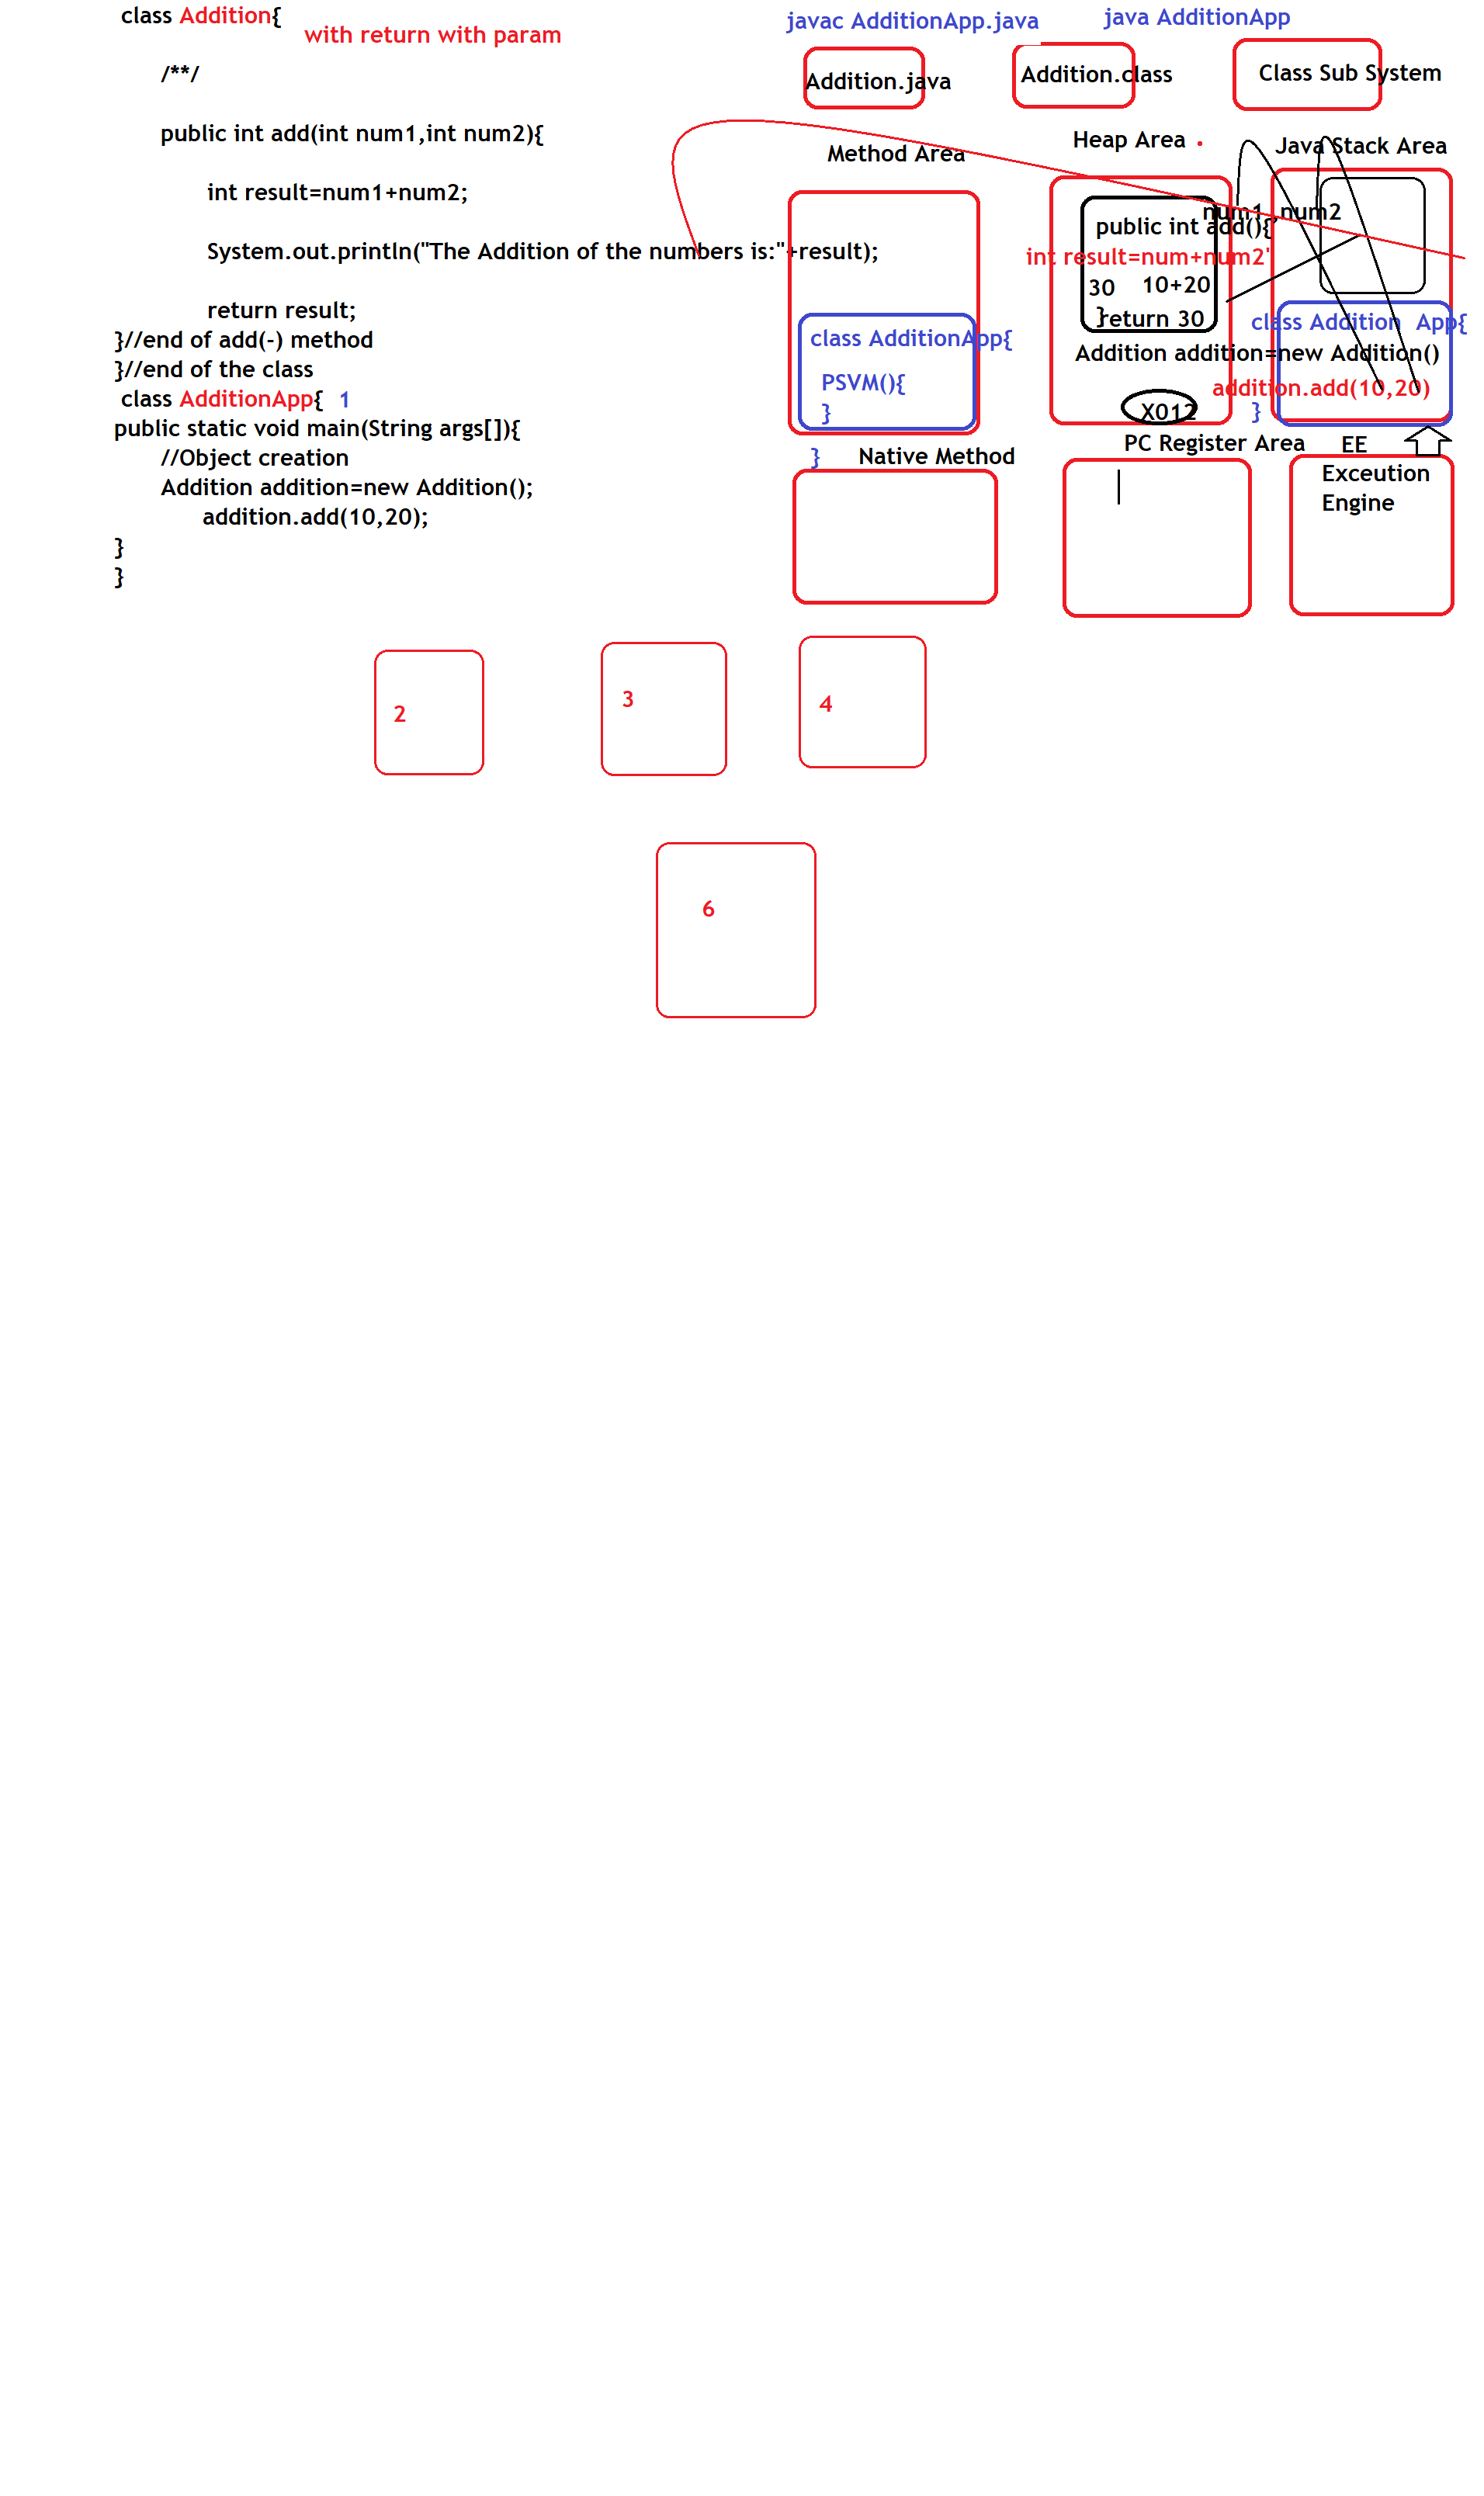 class Addition{
with return with param
/**/
public int add(int num1,int num2){
int result=num1+num2;
System.out.println("The Addition of the numbers is:"+result);
return result;
}//end of add(-) method
}//end of the class
class AdditionApp{ 1
public static void main(String args[]){
//Object creation
Addition addition=new Addition();
addition.add(10,20);
}
}
javac AdditionApp.java
java AdditionApp
Addition.java
Addition.class
Class Sub System
Method Area
Heap Area
Java Stack Area
class AdditionApp{
PSVM(){
}
}
num1 ,num2
public int add(){
int result=num+num2'
30 10+20
}
return 30
class Addition App{
Addition addition=new Addition()
addition.add(10,20)
}
X012
Native Method
PC Register Area
EE
Exceution
Engine
2
3
4
6